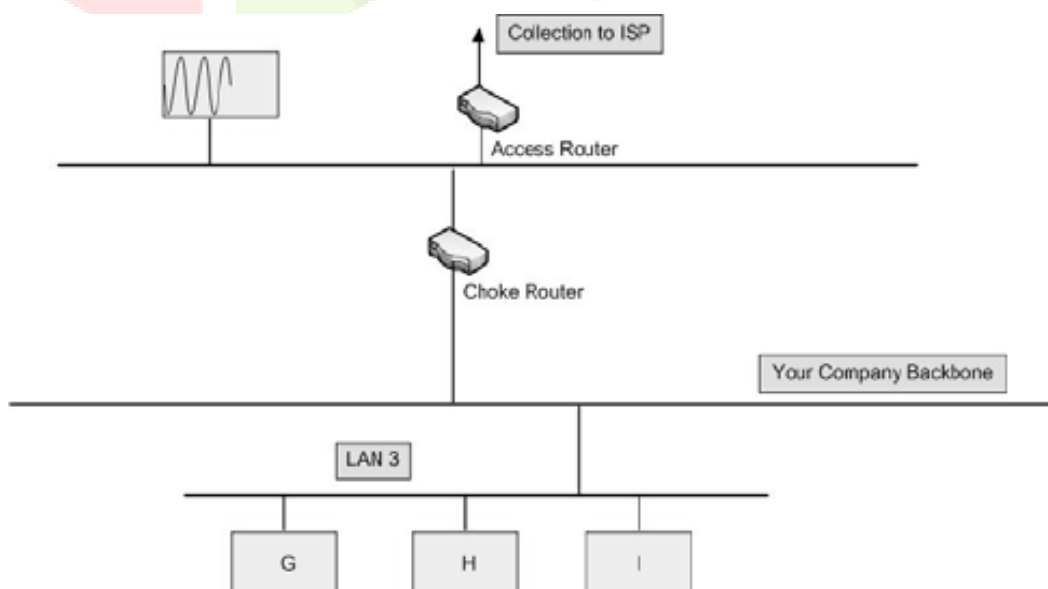 Collection to ISP
Access Router
Choke Router
Your Company Backbone
LAN 3
G
H
I